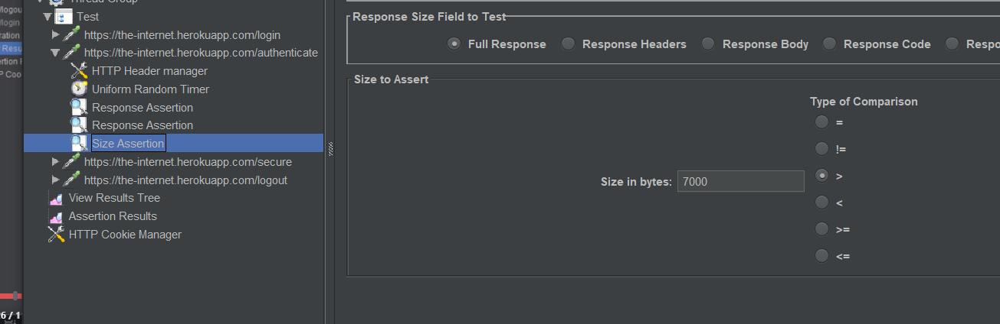 Mogou
Thread Group
Test
Mogin
https://the-internet.herokuapp.com/login
ration
https://the-internet.herokuapp.com/authenticate
Resu
HTTP Header manager
ertion R
P Coo
Uniform Random Timer
Response Assertion
Response Assertion
Size Assertion
https://the-internet.herokuapp.com/secure
https://the-internet.herokuapp.com/logout
View Results Tree
Assertion Results
HTTP Cookie Manager
26 / 1
Response Size Field to Test
Full Response Response Headers Response Body Response Code Respo
Size to Assert
Type of Comparison
=
!=
Size in bytes: 7000
>
<
>=
<=